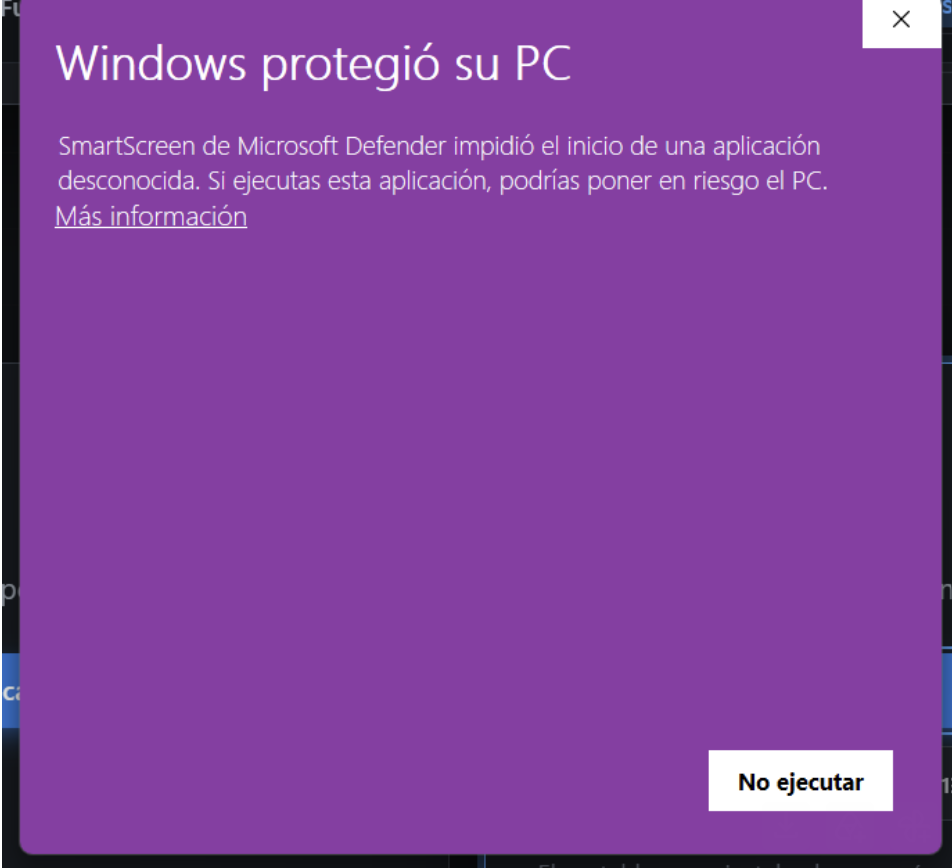 Windows protegió su PC
SmartScreen de Microsoft Defender impidió el inicio de una aplicación
desconocida. Si ejecutas esta aplicación, podrías poner en riesgo el PC.
Más información
No ejecutar